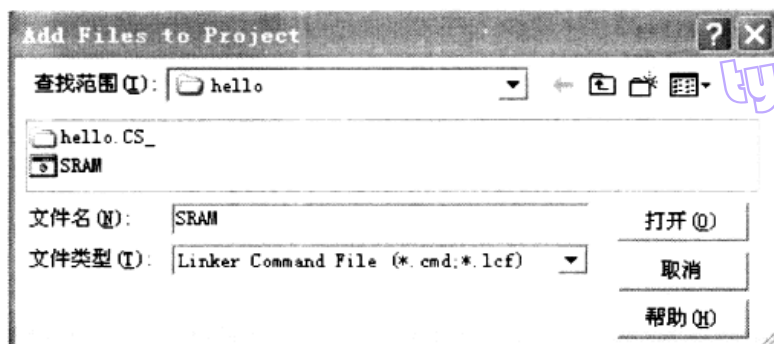 Add Files to Project
查找范围(I): hello
hello.CS_
SRAM
文件名(N): SRAM 打开(O)
文件类型(T): Linker Command File (*.cmd;*.lcf) 取消
帮助(H)
ty